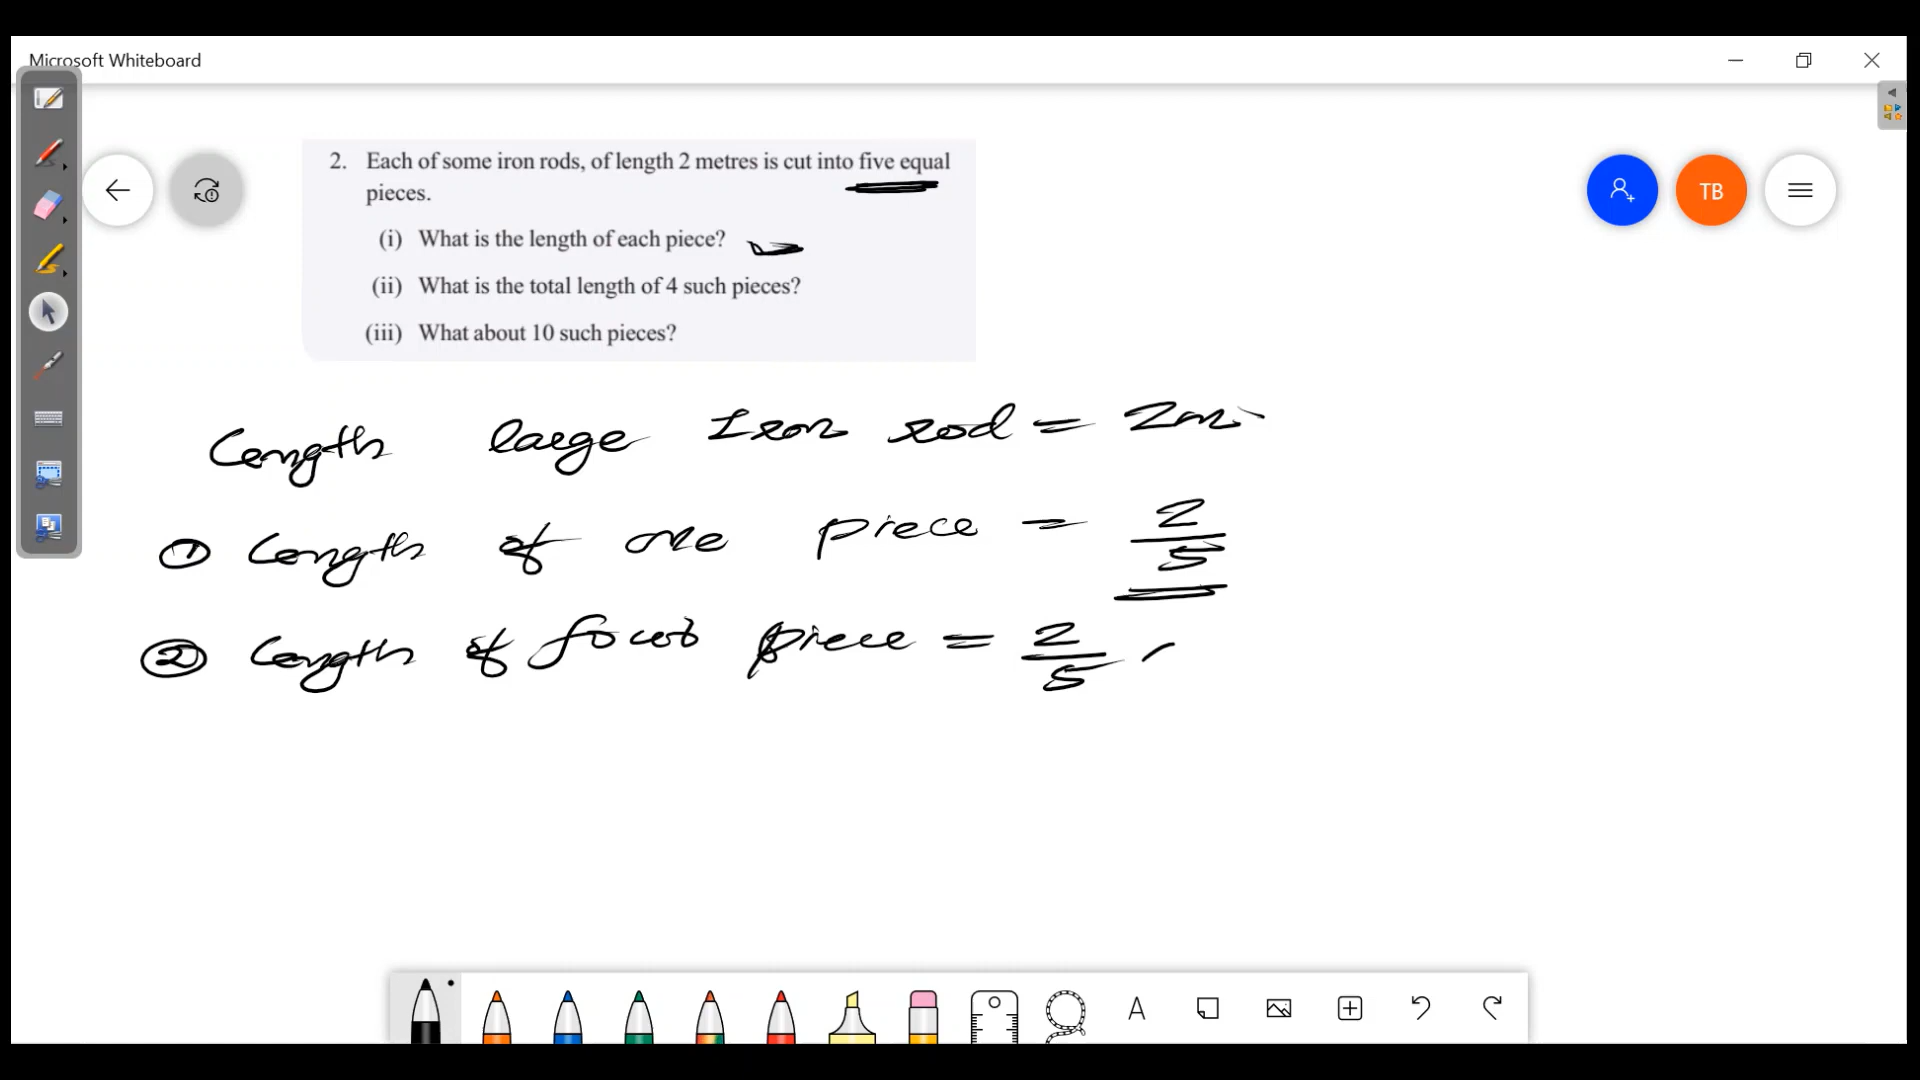 Microsoft Whiteboard
TB
2. Each of some iron rods, of length 2 metres is cut into five equal
pieces.
(i) What is the length of each piece?
(ii) What is the total length of 4 such pieces?
(iii) What about 10 such pieces?
Length large Iron rod = 2m
① Length of one piece = 2/5
② Length of piece = 2/5
A